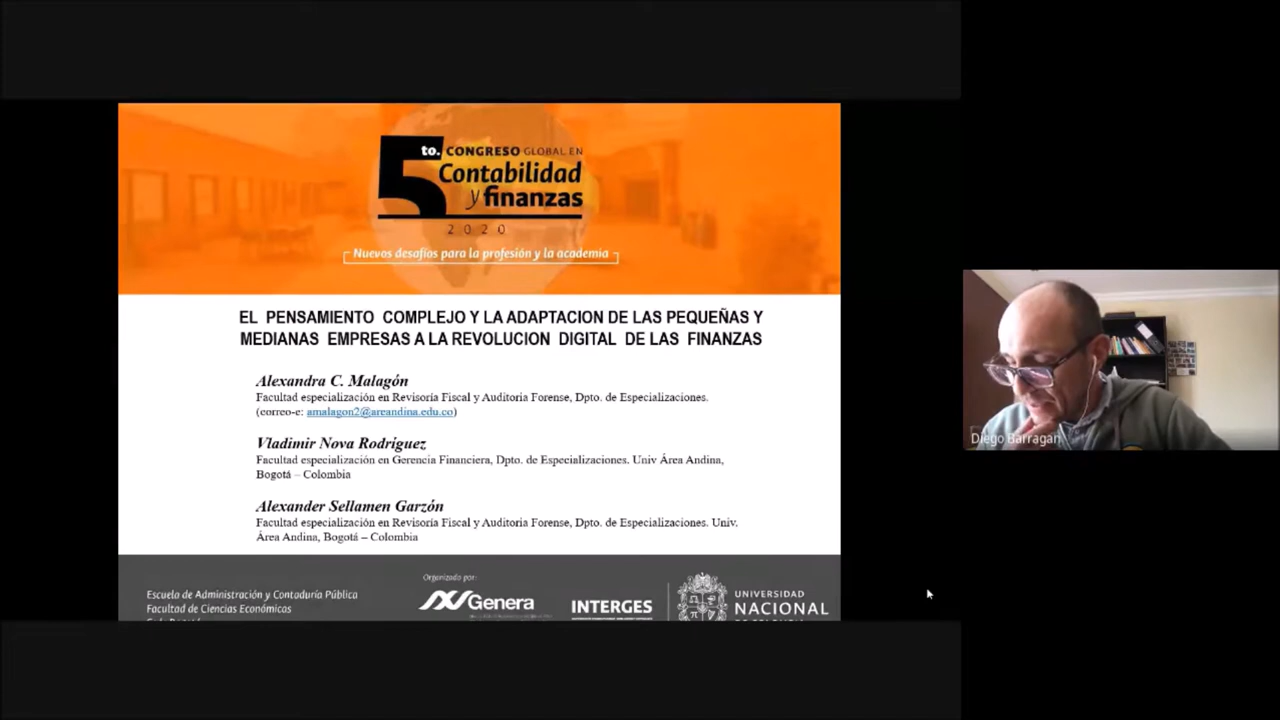 5to. CONGRESO GLOBAL EN
Contabilidad
y finanzas
2020
Nuevos desafíos para la profesión y la academia
EL PENSAMIENTO COMPLEJO Y LA ADAPTACION DE LAS PEQUEÑAS Y
MEDIANAS EMPRESAS A LA REVOLUCION DIGITAL DE LAS FINANZAS
Alexandra C. Malagón
Facultad especialización en Revisoría Fiscal y Auditoria Forense, Dpto. de Especializaciones.
(correo-e: amalagon2@areandina.edu.co)
Vladimir Nova Rodriguez
Facultad especialización en Gerencia Financiera, Dpto. de Especializaciones. Univ Área Andina,
Bogotá – Colombia
Alexander Sellamen Garzón
Facultad especialización en Revisoría Fiscal y Auditoria Forense, Dpto. de Especializaciones. Univ.
Área Andina, Bogotá – Colombia
Escuela de Administración y Contaduría Pública
Facultad de Ciencias Económicas
Organizado por:
Genera
INTERGES
UNIVERSIDAD
NACIONAL
Diego Barragan